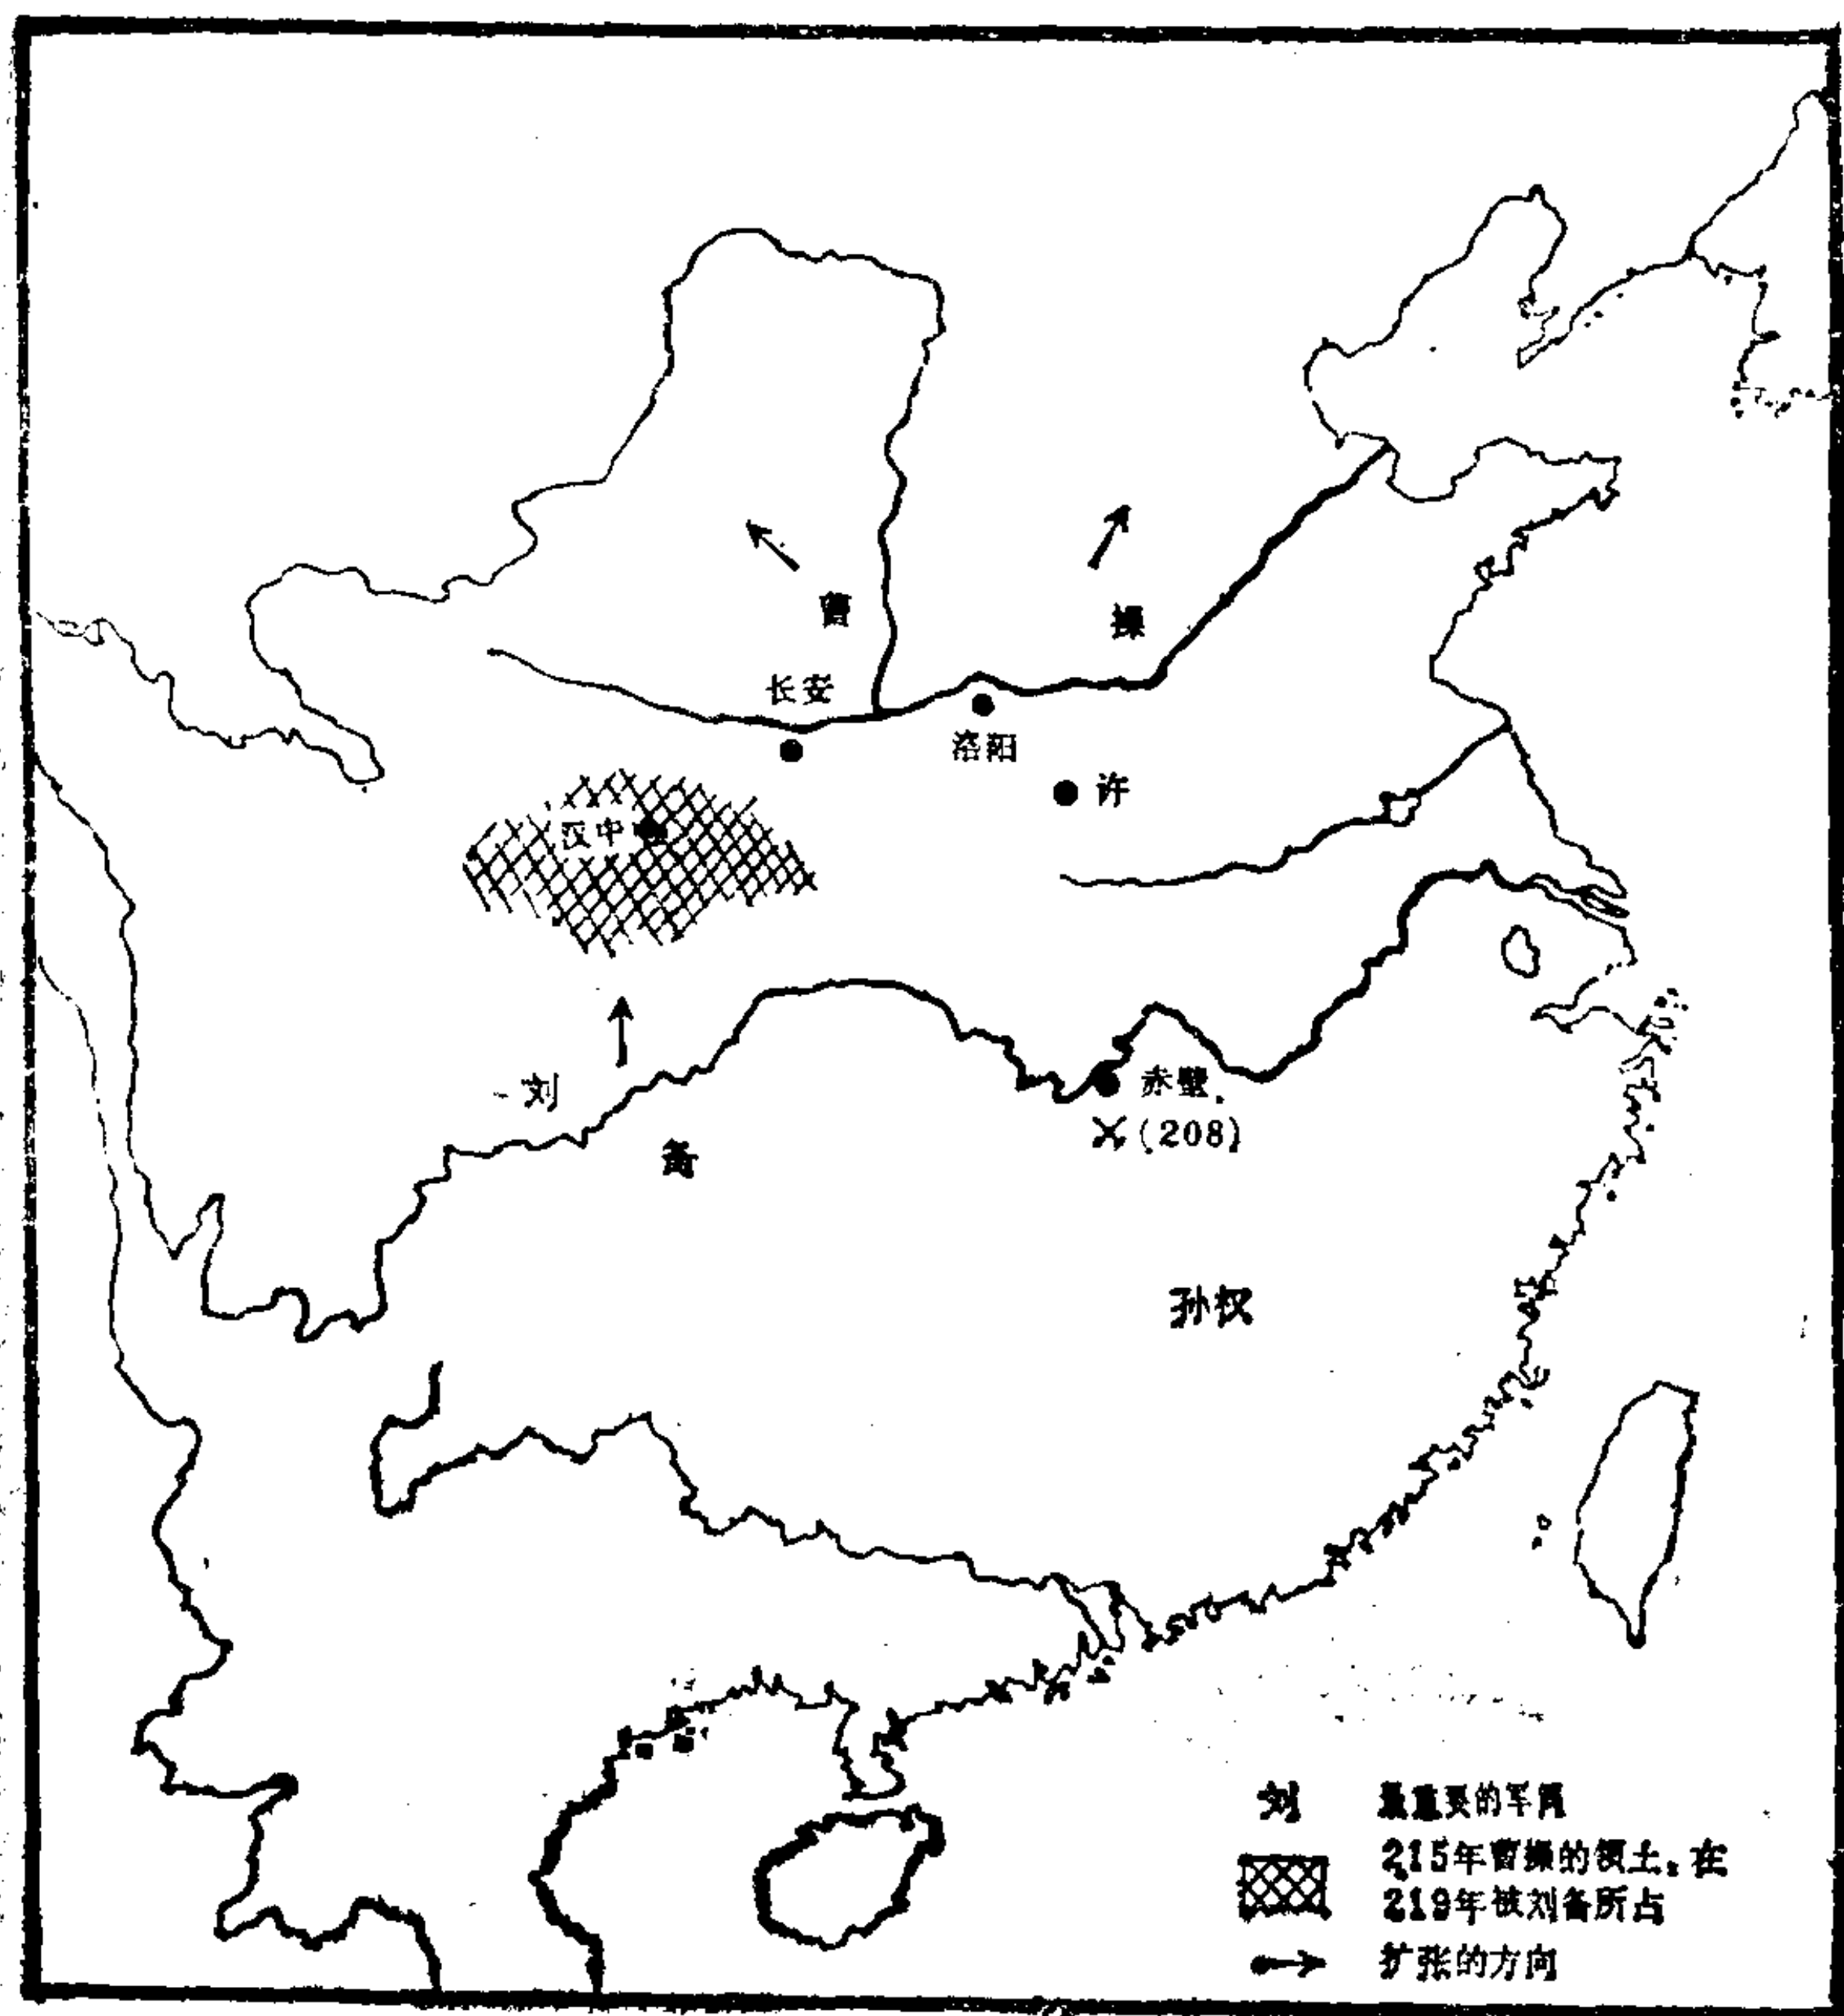 曹
操
长安
洛阳
许
汉中
刘
赤壁
×(208)
备
孙权
刘 最重要的军阀
215年曹操的领土,在
219年被刘备所占
扩张的方向